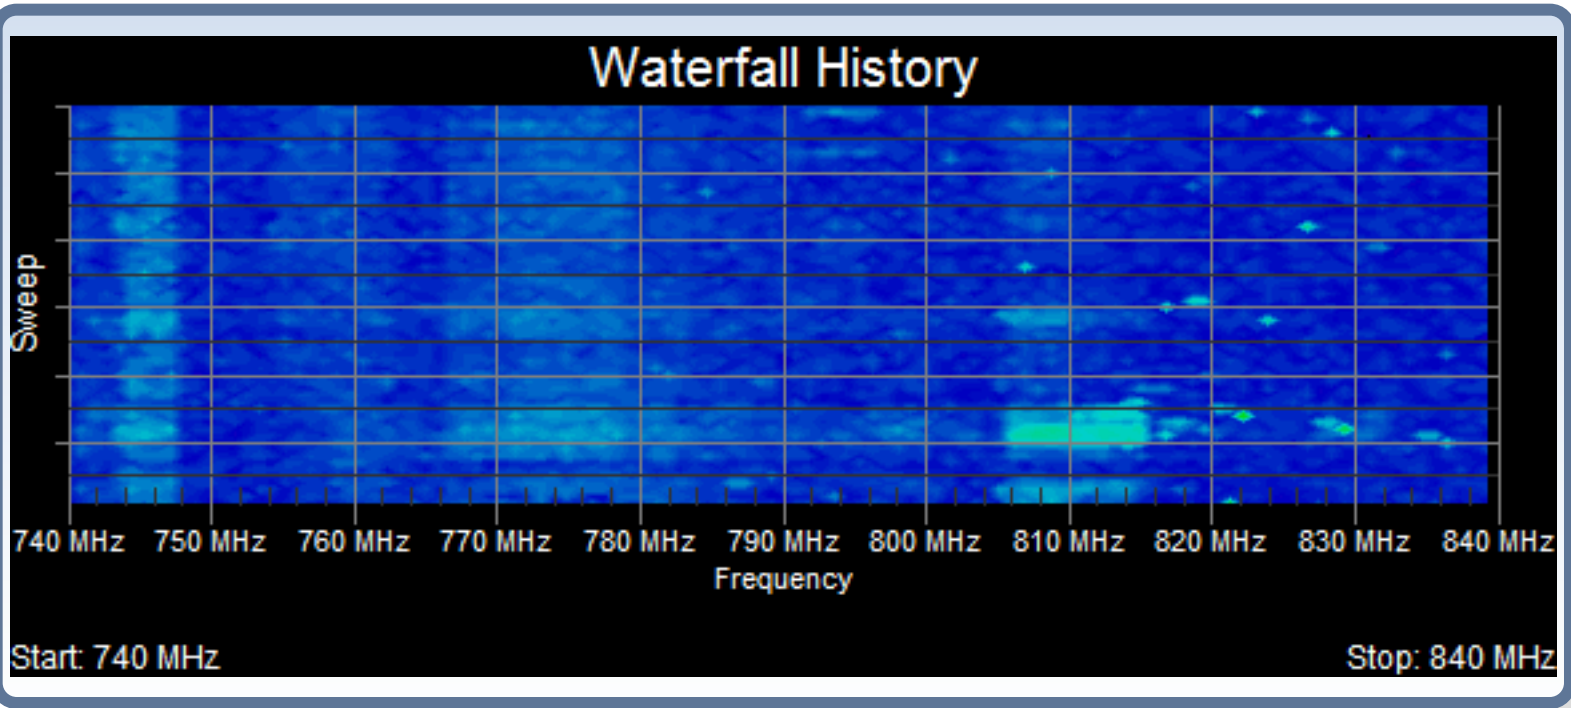 Waterfall History
Sweep
740 MHz 750 MHz 760 MHz 770 MHz 780 MHz 790 MHz 800 MHz 810 MHz 820 MHz 830 MHz 840 MHz
Frequency
Start: 740 MHz Stop: 840 MHz